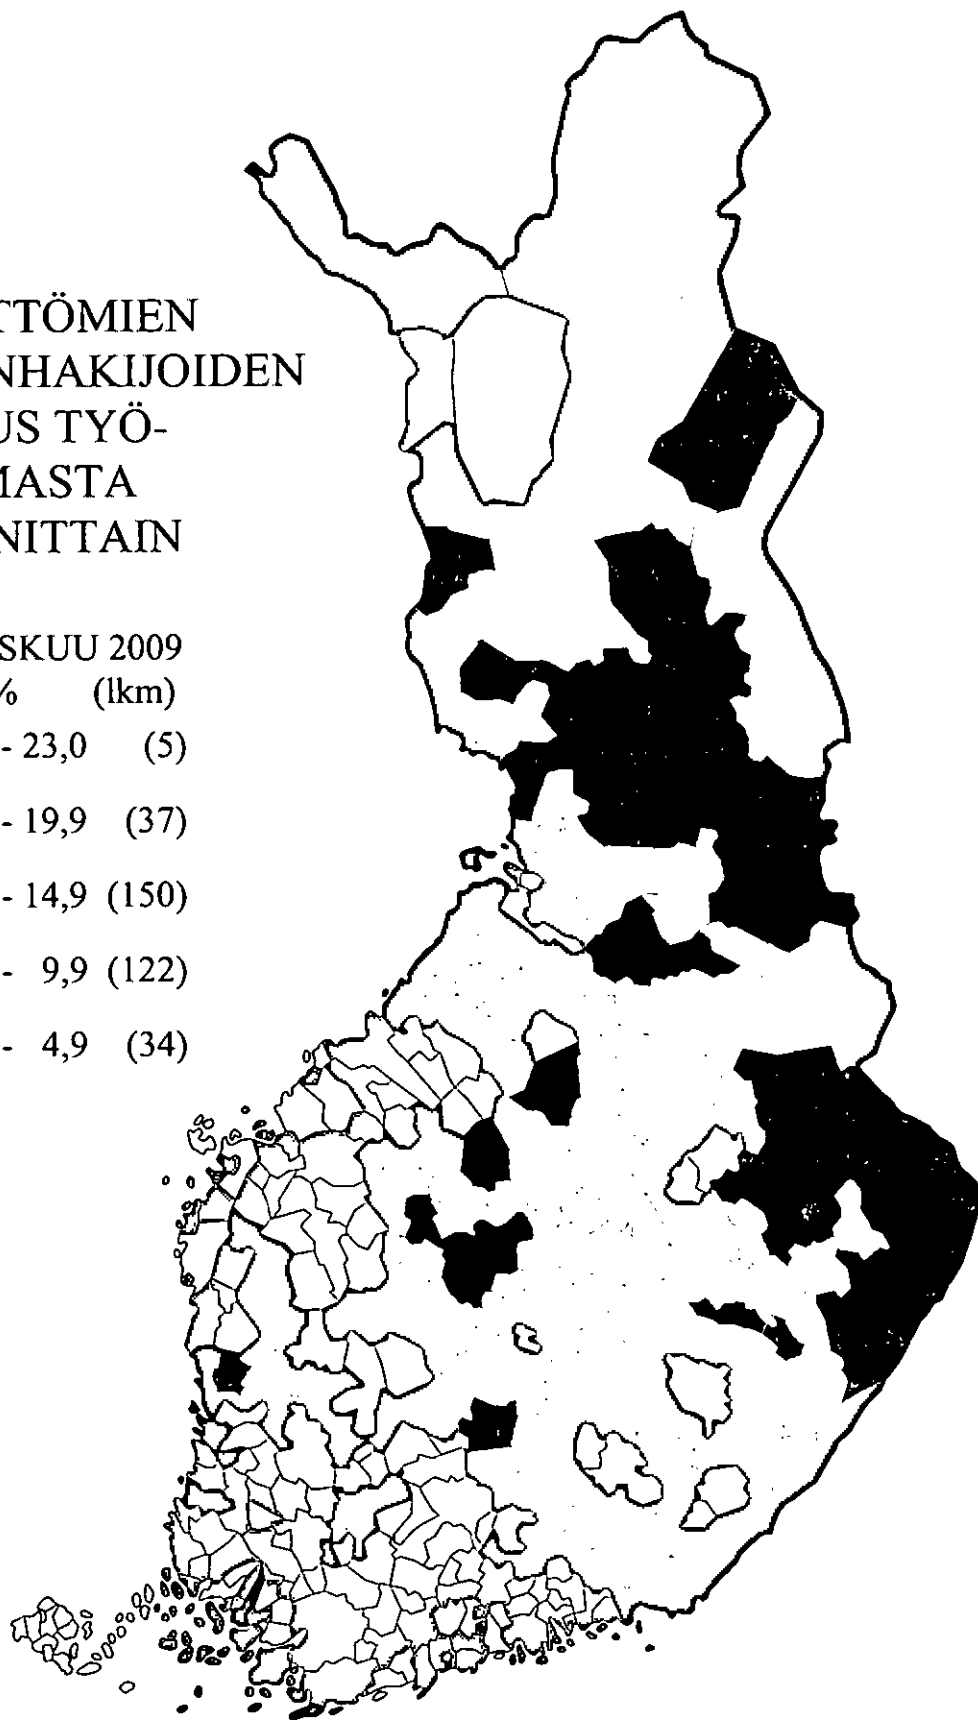 TTÖMIEN
NHAKIJOIDEN
US TYÖ-
MASTA
NITTAIN
SKUU 2009
% (lkm)
- 23,0 (5)
- 19,9 (37)
- 14,9 (150)
- 9,9 (122)
- 4,9 (34)